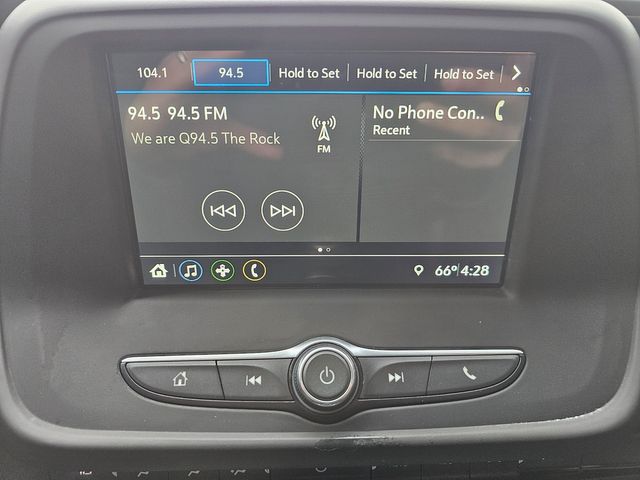 104.1 94.5 Hold to Set Hold to Set Hold to Set
94.5 94.5 FM
We are Q94.5 The Rock
FM
No Phone Con..
Recent
66° 4:28